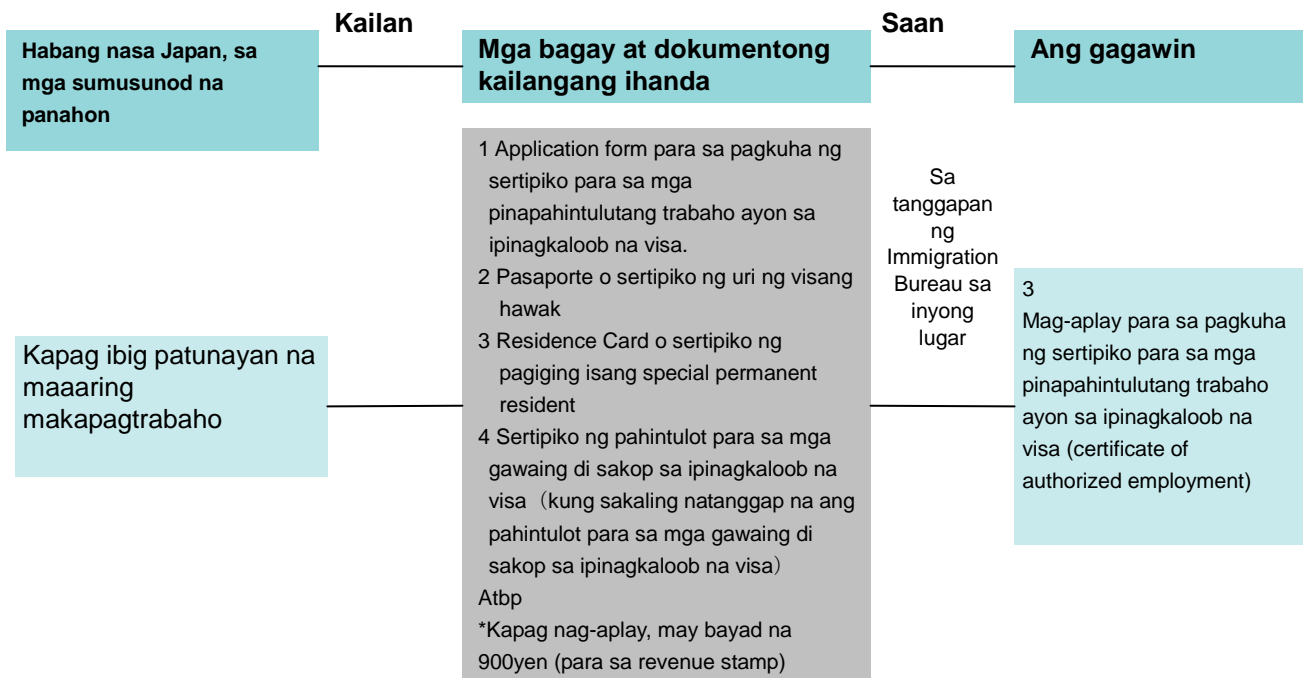 Kailan
Saan
Habang nasa Japan, sa
mga sumusunod na
panahon
Mga bagay at dokumentong
kailangang ihanda
Ang gagawin
Kapag ibig patunayan na
maaaring
makapagtrabaho
1 Application form para sa pagkuha ng
sertipiko para sa mga
pinapahintulutang trabaho ayon sa
ipinagkaloob na visa.
2 Pasaporte o sertipiko ng uri ng visang
hawak
3 Residence Card o sertipiko ng
pagiging isang special permanent
resident
4 Sertipiko ng pahintulot para sa mga
gawaing di sakop sa ipinagkaloob na
visa（kung sakaling natanggap na ang
pahintulot para sa mga gawaing di
sakop sa ipinagkaloob na visa）
Atbp
*Kapag nag-aplay, may bayad na
900yen (para sa revenue stamp)
Sa
tanggapan
ng
Immigration
Bureau sa
inyong
lugar
3
Mag-aplay para sa pagkuha
ng sertipiko para sa mga
pinapahintulutang trabaho
ayon sa ipinagkaloob na
visa (certificate of
authorized employment)